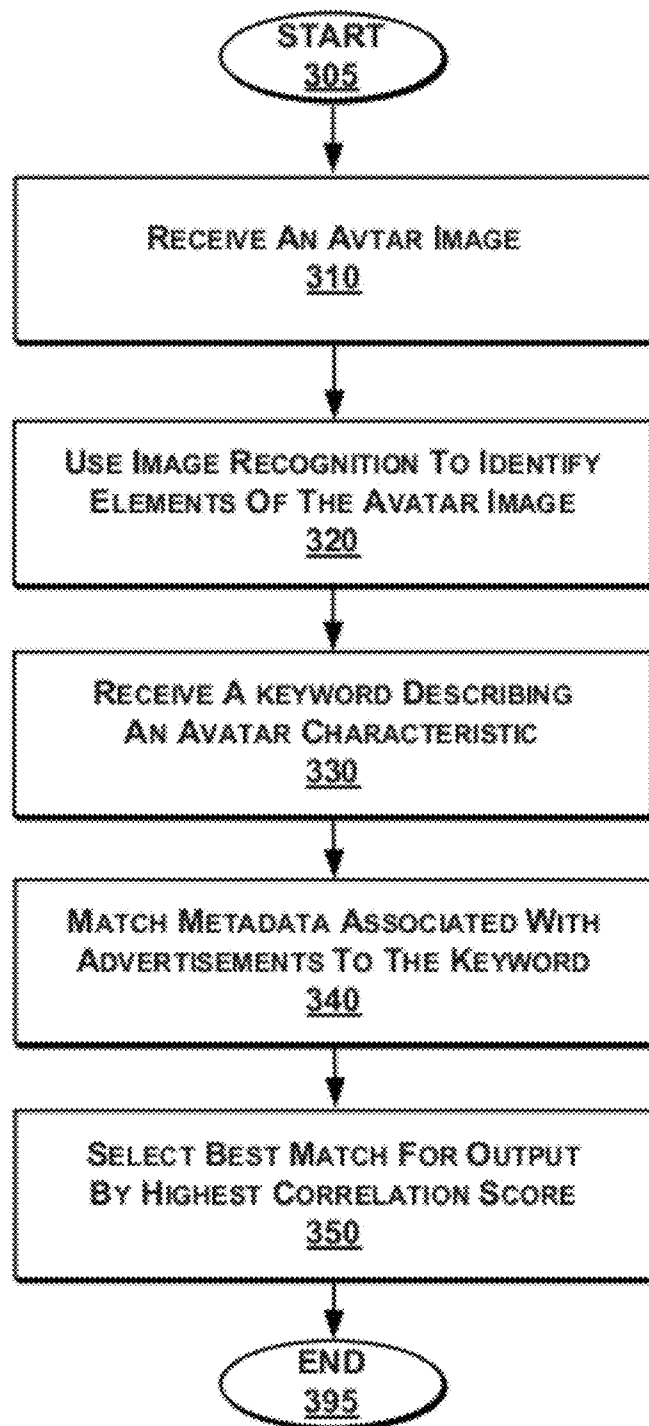 START
305
RECEIVE AN AVTAR IMAGE
310
USE IMAGE RECOGNITION TO IDENTIFY
ELEMENTS OF THE AVATAR IMAGE
320
RECEIVE A KEYWORD DESCRIBING
AN AVATAR CHARACTERISTIC
330
MATCH METADATA ASSOCIATED WITH
ADVERTISEMENTS TO THE KEYWORD
340
SELECT BEST MATCH FOR OUTPUT
BY HIGHEST CORRELATION SCORE
350
END
395